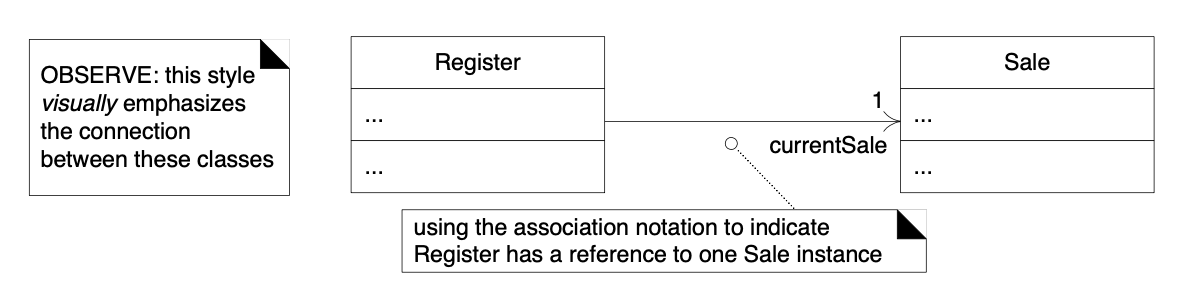 OBSERVE: this style
visually emphasizes
the connection
between these classes
Register
...
...
1
currentSale
Sale
...
...
using the association notation to indicate
Register has a reference to one Sale instance